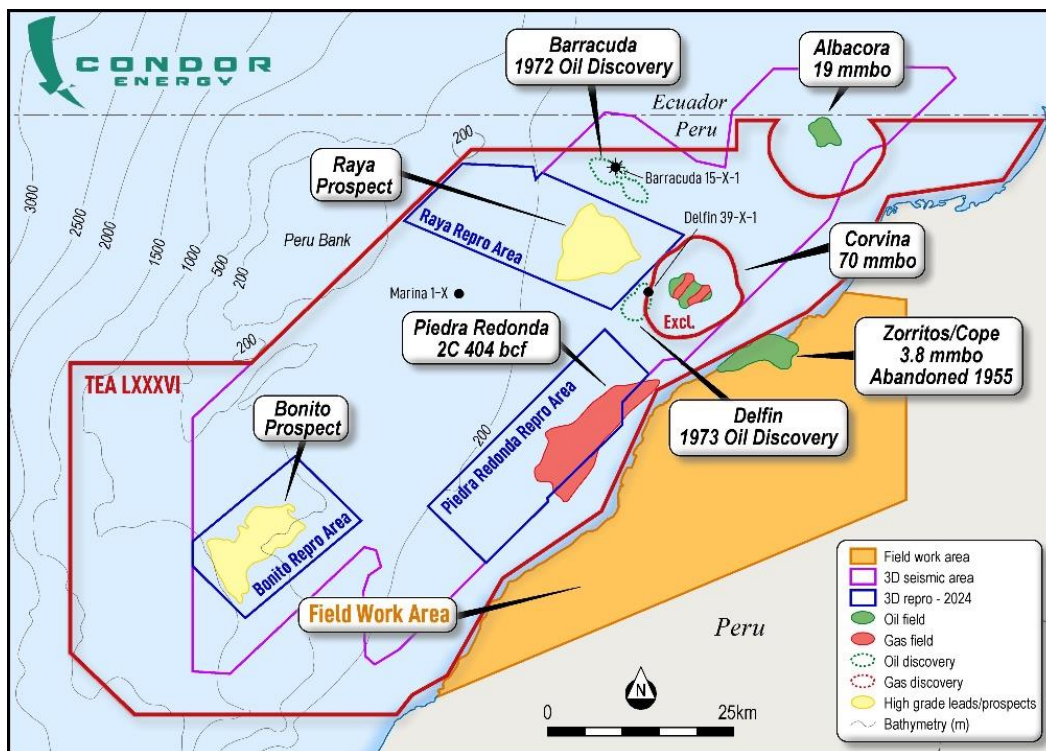 CONDOR
ENERGY
Barracuda
1972 Oil Discovery
Albacora
19 mmbo
Ecuador
Peru
200
3000
2500
2000
1500
1000
500
200
Raya
Prospect
Barracuda 15-X-1
Raya Repro Area
Peru Bank
Delfin 39-X-1
Corvina
70 mmbo
Marina 1-X
Excl.
Piedra Redonda
2C 404 bcf
Zorritos/Cope
3.8 mmbo
Abandoned 1955
200
TEA LXXXVI
Bonito
Prospect
200
Piedra Redonda Repro Area
Delfin
1973 Oil Discovery
Bonito Repro Area
Field Work Area
Peru
N
0
25km
Field work area
3D seismic area
3D repro - 2024
Oil field
Gas field
Oil discovery
Gas discovery
High grade leads/prospects
Bathymetry (m)